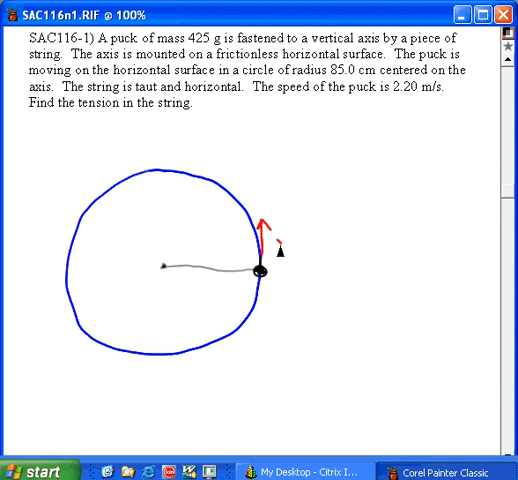 SAC116n1.RIF @ 100%
SAC116-1) A puck of mass 425 g is fastened to a vertical axis by a piece of
string. The axis is mounted on a frictionless horizontal surface. The puck is
moving on the horizontal surface in a circle of radius 85.0 cm centered on the
axis. The string is taut and horizontal. The speed of the puck is 2.20 m/s.
Find the tension in the string.
start
My Desktop - Citrix I...
Corel Painter Classic